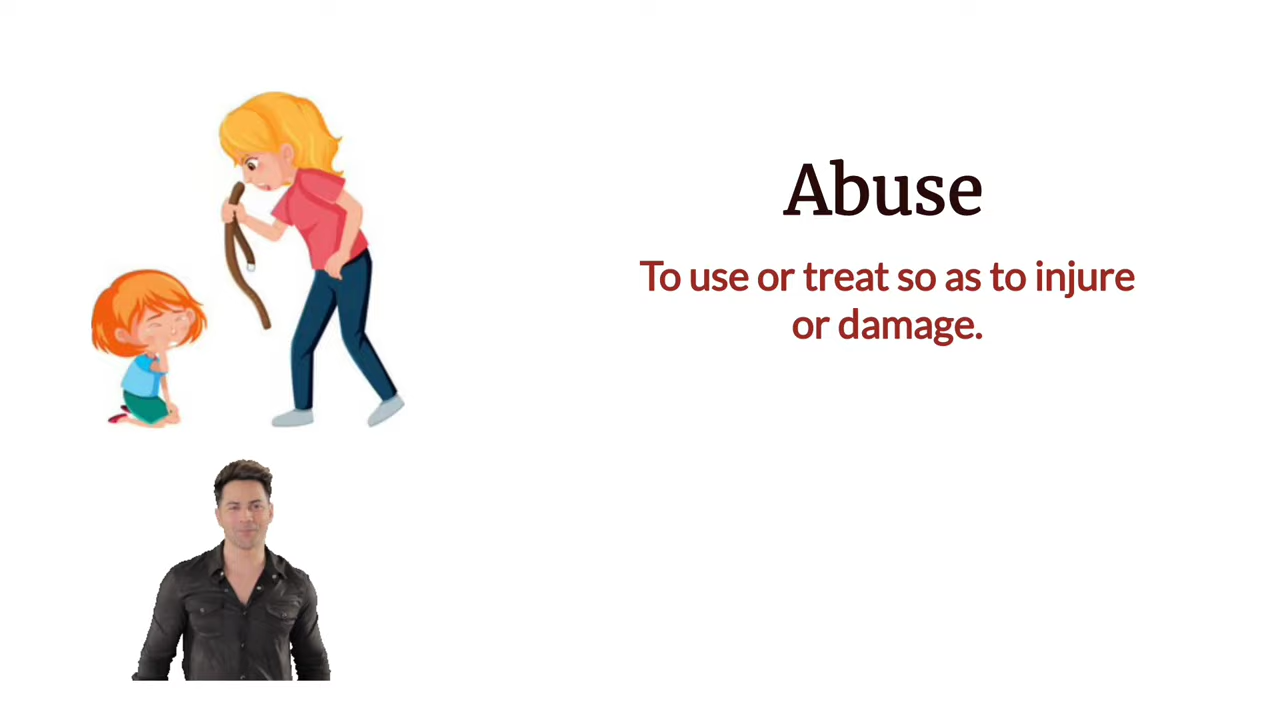 Abuse
To use or treat so as to injure
or damage.